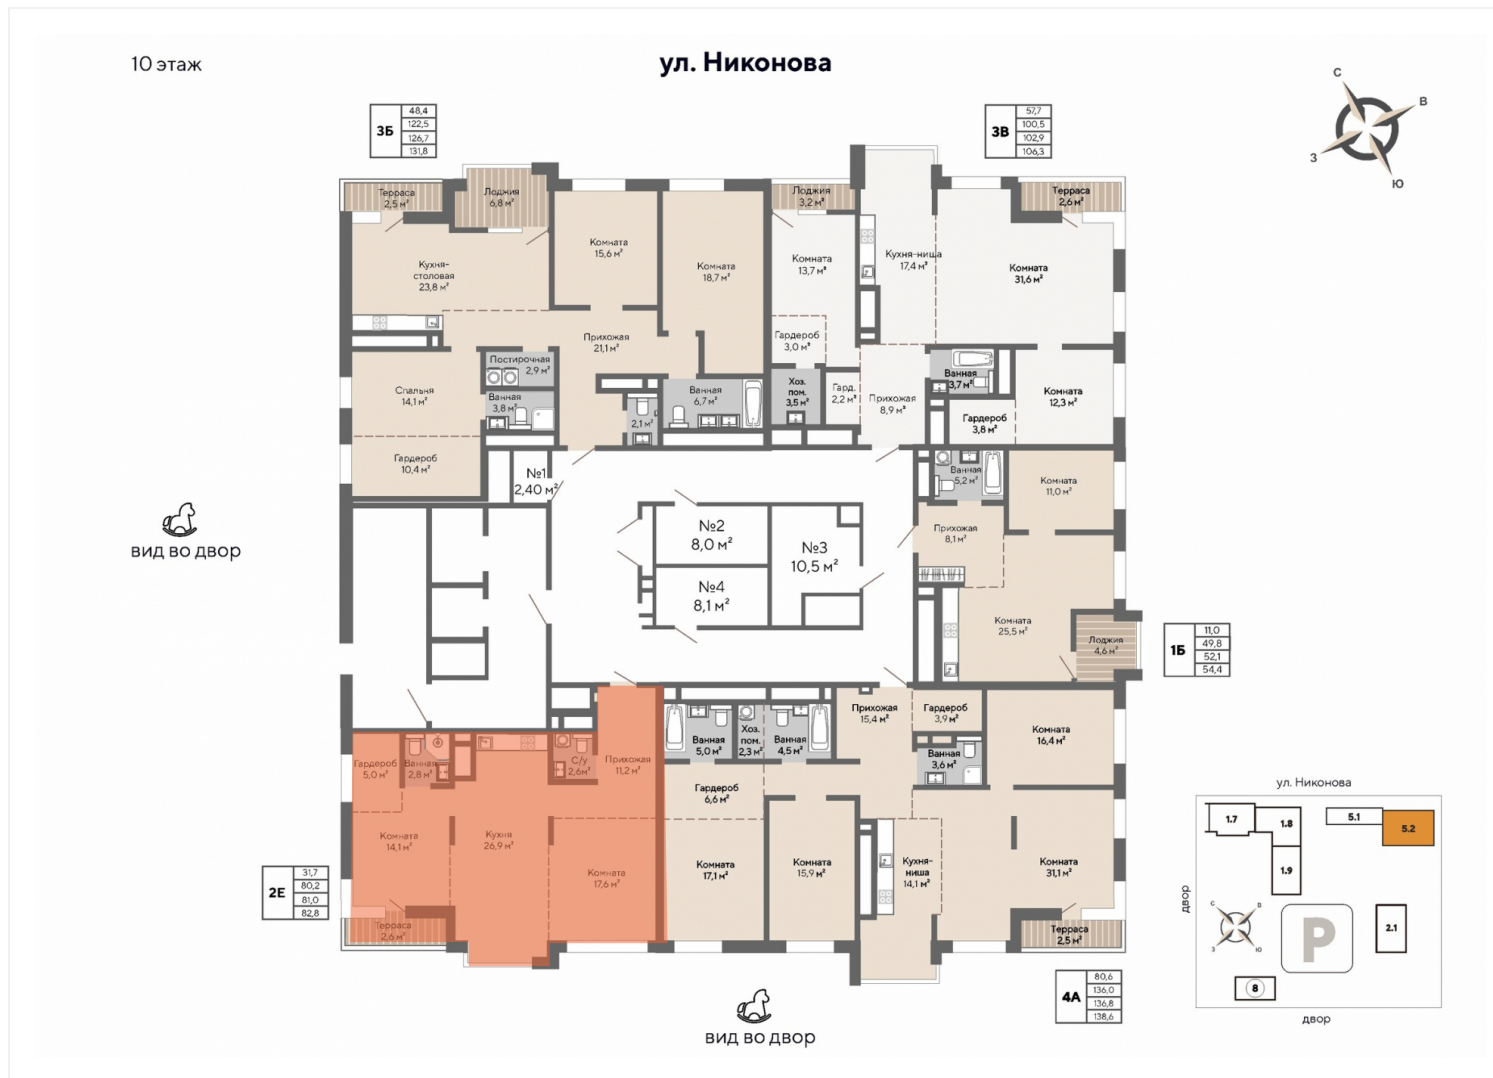 10 этаж
ул. Никонова
С
В
З
Ю
3Б
48,4
122,5
126,7
131,8
3В
57,7
100,5
102,9
106,3
Терраса
2,5 м²
Лоджия
6,8 м²
Кухня-
столовая
23,8 м²
Комната
15,6 м²
Комната
18,7 м²
Прихожая
21,1 м²
Постирочная
2,9 м²
Спальня
14,1 м²
Ванная
3,8 м²
2,1 м²
Ванная
6,7 м²
Гардероб
10,4 м²
Лоджия
3,2 м²
Комната
13,7 м²
Гардероб
3,0 м²
Хоз.
пом.
3,5 м²
Гард.
2,2 м²
Прихожая
8,9 м²
Кухня-ниша
17,4 м²
Терраса
2,6 м²
Комната
31,6 м²
Ванная
3,7 м²
Комната
12,3 м²
Гардероб
3,8 м²
№1
2,40 м²
№2
8,0 м²
№3
10,5 м²
№4
8,1 м²
вид во двор
Ванная
5,2 м²
Комната
11,0 м²
Прихожая
8,1 м²
Комната
25,5 м²
Лоджия
4,6 м²
1Б
11,0
49,8
52,1
54,4
Гардероб
5,0 м²
Ванная
2,8 м²
С/у
2,6 м²
Прихожая
11,2 м²
Комната
14,1 м²
Кухня
26,9 м²
Комната
17,6 м²
Терраса
2,6 м²
2Е
31,7
80,2
81,0
82,8
Ванная
5,0 м²
Хоз.
пом.
2,3 м²
Ванная
4,5 м²
Прихожая
15,4 м²
Гардероб
3,9 м²
Ванная
3,6 м²
Комната
16,4 м²
Гардероб
6,6 м²
Комната
17,1 м²
Комната
15,9 м²
Кухня-
ниша
14,1 м²
Комната
31,1 м²
Терраса
2,5 м²
4А
80,6
136,0
136,8
138,6
вид во двор
ул. Никонова
1.7
1.8
1.9
5.1
5.2
двор
С
В
З
Ю
P
2.1
8
двор